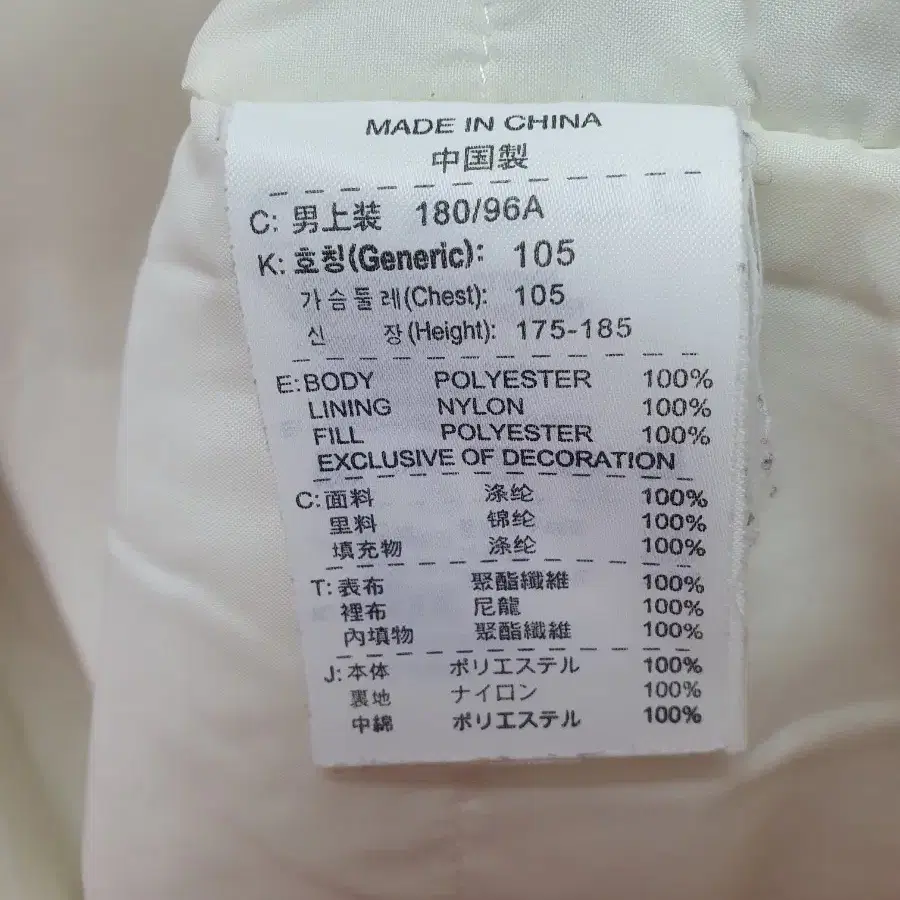 MADE IN CHINA
中国製
C: 男上装 180/96A
K: 호칭(Generic): 105
가슴둘레(Chest): 105
신 장(Height): 175-185
E: BODY POLYESTER 100%
LINING NYLON 100%
FILL POLYESTER 100%
EXCLUSIVE OF DECORATION
C: 面料 涤纶 100%
里料 锦纶 100%
填充物 涤纶 100%
T: 表布 聚酯纖維 100%
裡布 尼龍 100%
內填物 聚酯纖維 100%
J: 本体 ポリエステル 100%
裏地 ナイロン 100%
中綿 ポリエステル 100%